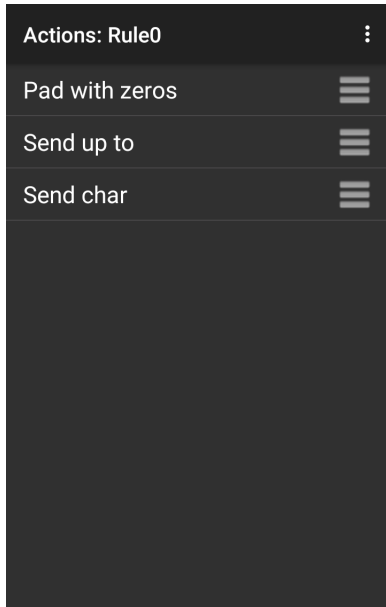 Actions: Rule0
Pad with zeros
Send up to
Send char